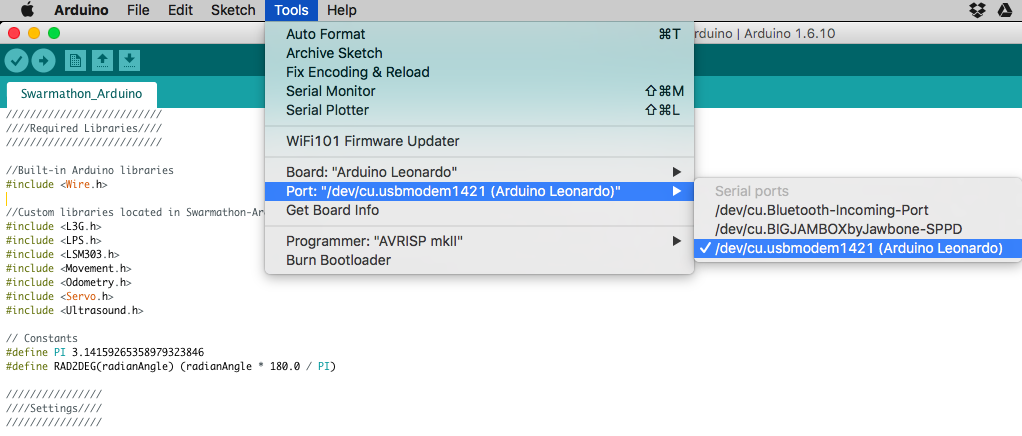 Arduino File Edit Sketch Tools Help
rduino | Arduino 1.6.10
Auto Format ⌘T
Archive Sketch
Fix Encoding & Reload
Serial Monitor ⇧⌘M
Serial Plotter ⇧⌘L
WiFi101 Firmware Updater
Board: "Arduino Leonardo"
Port: "/dev/cu.usbmodem1421 (Arduino Leonardo)"
Get Board Info
Programmer: "AVRISP mkII"
Burn Bootloader
Serial ports
/dev/cu.Bluetooth-Incoming-Port
/dev/cu.BIGJAMBOXbyJawbone-SPPD
✓ /dev/cu.usbmodem1421 (Arduino Leonardo)
Swarmathon_Arduino
//////////////////////////
////Required Libraries////
//////////////////////////
//Built-in Arduino libraries
#include <Wire.h>
//Custom libraries located in Swarmathon-Ar
#include <L3G.h>
#include <LPS.h>
#include <LSM303.h>
#include <Movement.h>
#include <Odometry.h>
#include <Servo.h>
#include <Ultrasound.h>
// Constants
#define PI 3.14159265358979323846
#define RAD2DEG(radianAngle) (radianAngle * 180.0 / PI)
////////////////
////Settings////
////////////////